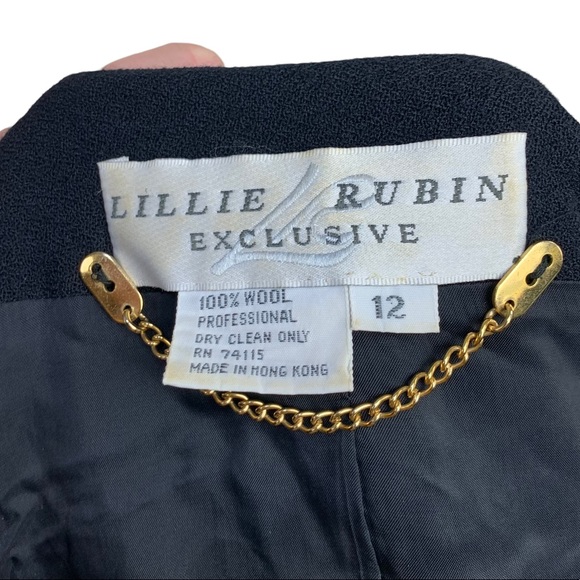 LILLIE RUBIN
EXCLUSIVE
100% WOOL
PROFESSIONAL
DRY CLEAN ONLY
RN 74115
MADE IN HONG KONG
12